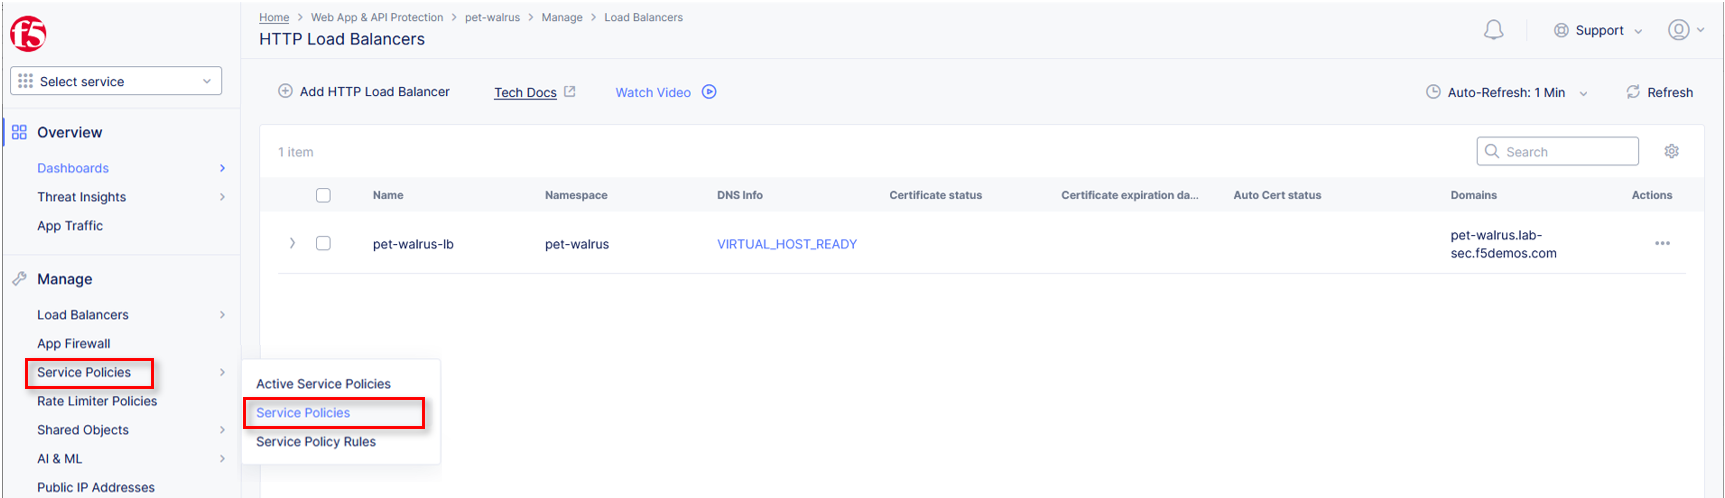 f5
Home > Web App & API Protection > pet-walrus > Manage > Load Balancers
HTTP Load Balancers
Support
Select service
Add HTTP Load Balancer
Tech Docs
Watch Video
Auto-Refresh: 1 Min
Refresh
Overview
Dashboards
Threat Insights
App Traffic
Manage
Load Balancers
App Firewall
Service Policies
Rate Limiter Policies
Shared Objects
AI & ML
Public IP Addresses
Active Service Policies
Service Policies
Service Policy Rules
1 item
Search
Name Namespace DNS Info Certificate status Certificate expiration da... Auto Cert status Domains Actions
pet-walrus-lb pet-walrus VIRTUAL_HOST_READY pet-walrus.lab-
sec.f5demos.com